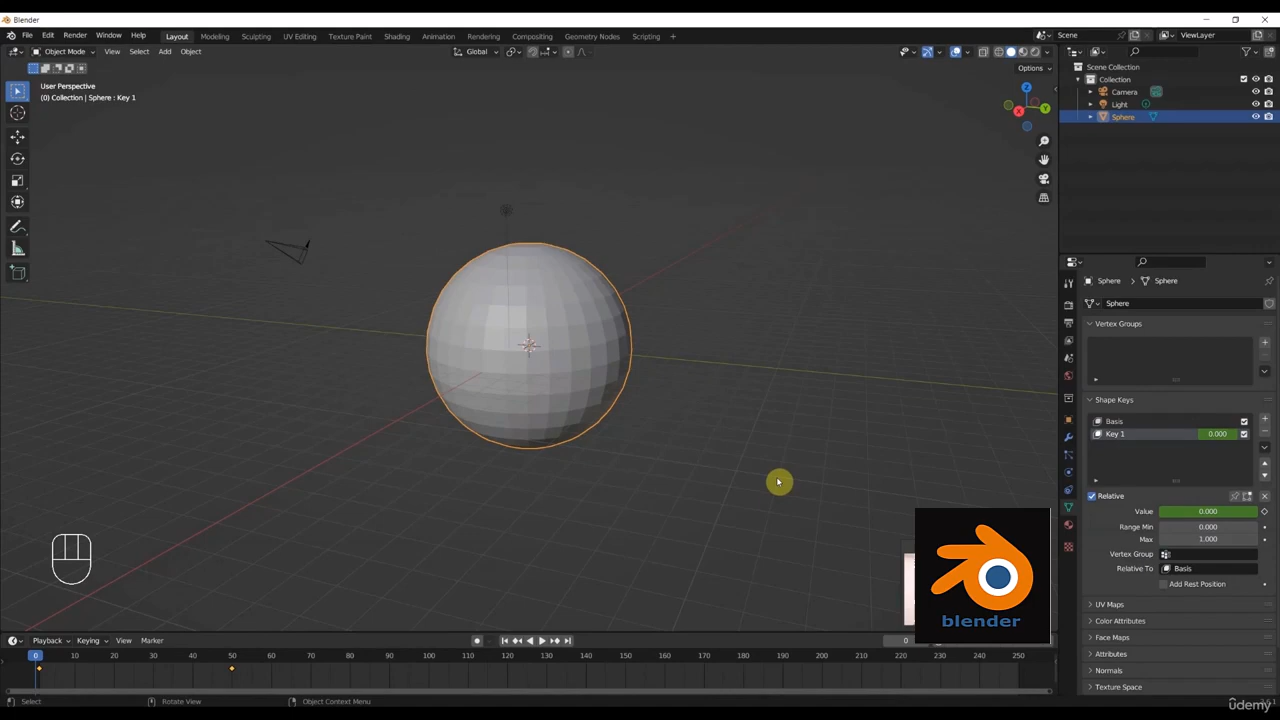 Blender
File Edit Render Window Help Layout Modeling Sculpting UV Editing Texture Paint Shading Animation Rendering Compositing Geometry Nodes Scripting + Scene ViewLayer
Object Mode View Select Add Object Global
Options
User Perspective
(0) Collection | Sphere : Key 1
X
Y
Z
Scene Collection
Collection
Camera
Light
Sphere
Sphere > Sphere
Sphere
Vertex Groups
Shape Keys
Basis
Key 1 0.000
Relative
Value 0.000
Range Min 0.000
Max 1.000
Vertex Group
Relative To Basis
Add Rest Position
UV Maps
Color Attributes
Face Maps
Attributes
Normals
Texture Space
blender
Playback Keying View Marker 0
0 10 20 30 40 50 60 70 80 90 100 110 120 130 140 150 160 170 180 190 200 210 220 230 240 250
Select Rotate View Object Context Menu
udemy